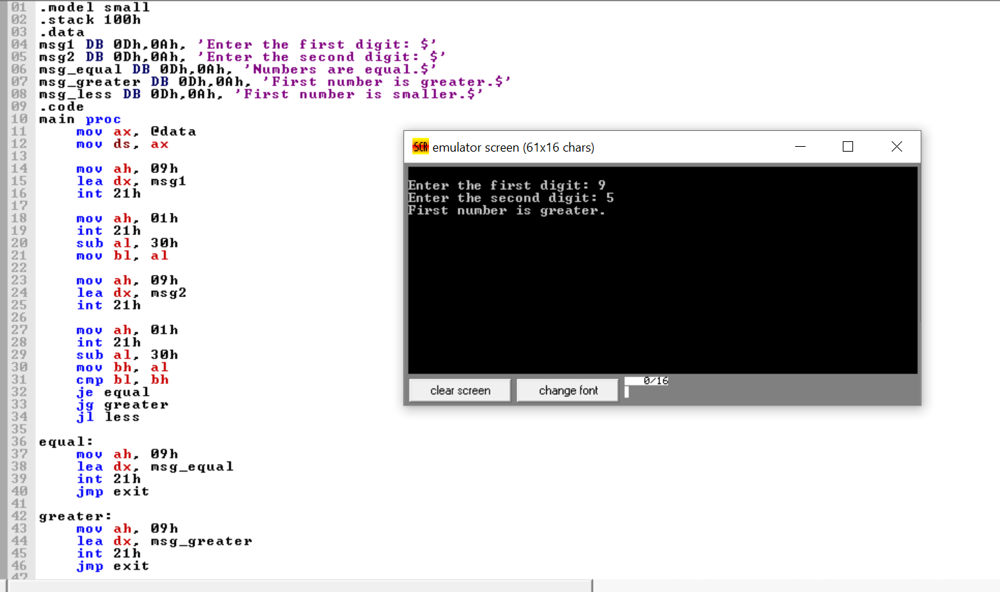 01 .model small
02 .stack 100h
03 .data
04 msg1 DB 0Dh,0Ah, 'Enter the first digit: $'
05 msg2 DB 0Dh,0Ah, 'Enter the second digit: $'
06 msg_equal DB 0Dh,0Ah, 'Numbers are equal.$'
07 msg_greater DB 0Dh,0Ah, 'First number is greater.$'
08 msg_less DB 0Dh,0Ah, 'First number is smaller.$'
09 .code
10 main proc
11 mov ax, @data
12 mov ds, ax
13
14 mov ah, 09h
15 lea dx, msg1
16 int 21h
17
18 mov ah, 01h
19 int 21h
20 sub al, 30h
21 mov bl, al
22
23 mov ah, 09h
24 lea dx, msg2
25 int 21h
26
27 mov ah, 01h
28 int 21h
29 sub al, 30h
30 mov bh, al
31 cmp bl, bh
32 je equal
33 jg greater
34 jl less
35
36 equal:
37 mov ah, 09h
38 lea dx, msg_equal
39 int 21h
40 jmp exit
41
42 greater:
43 mov ah, 09h
44 lea dx, msg_greater
45 int 21h
46 jmp exit
47
SCR emulator screen (61x16 chars)
Enter the first digit: 9
Enter the second digit: 5
First number is greater.
clear screen change font 0/16